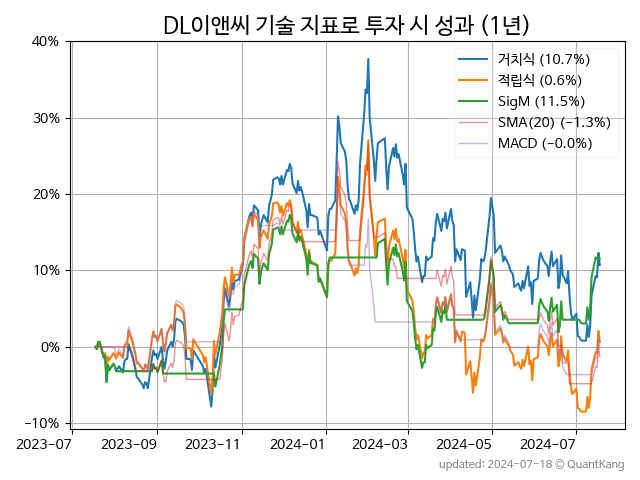 DL이앤씨 기술 지표로 투자 시 성과 (1년)
40%
30%
20%
10%
0%
−10%
거치식 (10.7%)
적립식 (0.6%)
SigM (11.5%)
SMA(20) (−1.3%)
MACD (−0.0%)
2023-07 2023-09 2023-11 2024-01 2024-03 2024-05 2024-07
updated: 2024-07-18 © QuantKang